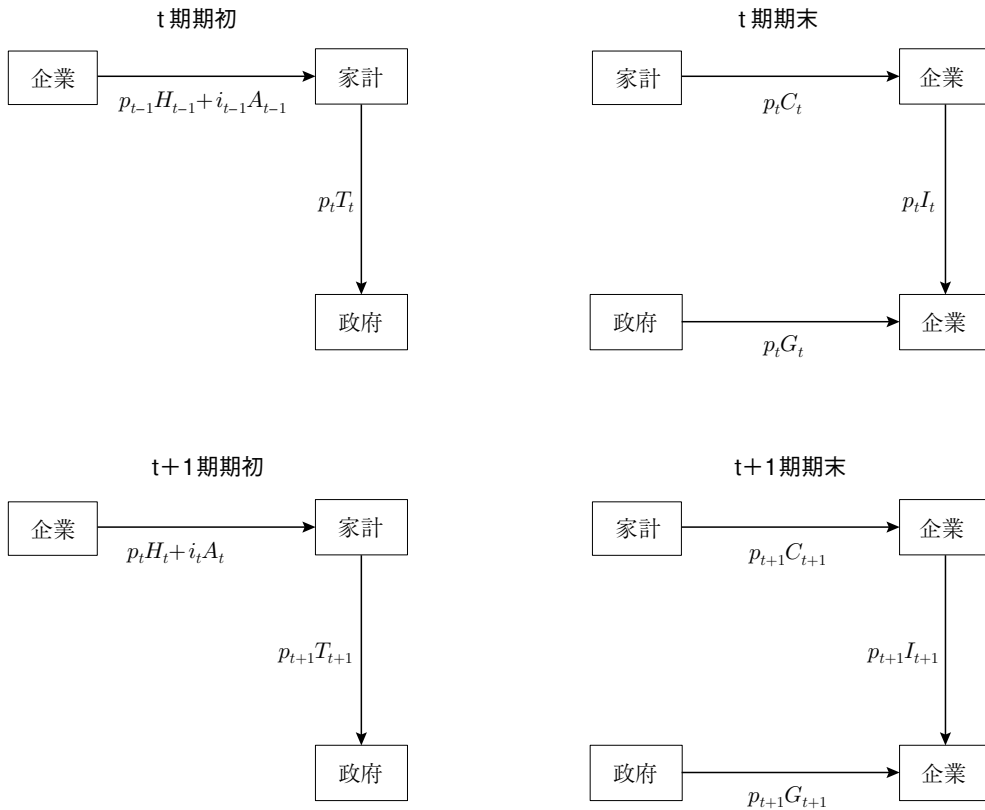 t期期初
t期期末
企業
家計
家計
企業
p_{t-1}H_{t-1}+i_{t-1}A_{t-1}
p_tC_t
p_tT_t
p_tI_t
政府
政府
企業
p_tG_t
t+1期期初
t+1期期末
企業
家計
家計
企業
p_tH_t+i_tA_t
p_{t+1}C_{t+1}
p_{t+1}T_{t+1}
p_{t+1}I_{t+1}
政府
政府
企業
p_{t+1}G_{t+1}